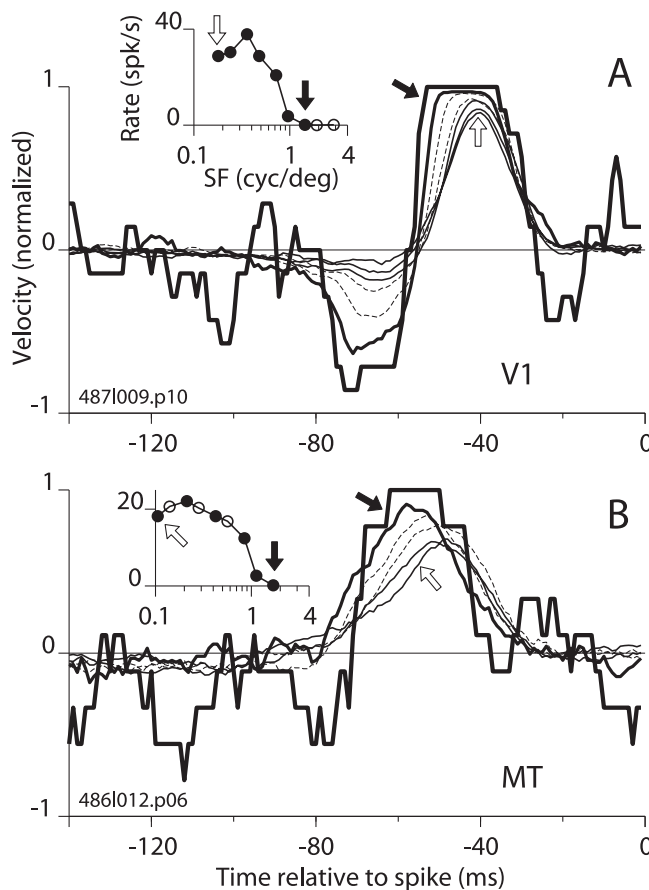 A
Rate (spk/s)
40
0
0.1 1 4
SF (cyc/deg)
Velocity (normalized)
1
0
-1
V1
487l009.p10
-120 -80 -40 0
B
20
0
0.1 1 4
1
0
-1
MT
486l012.p06
-120 -80 -40 0
Time relative to spike (ms)